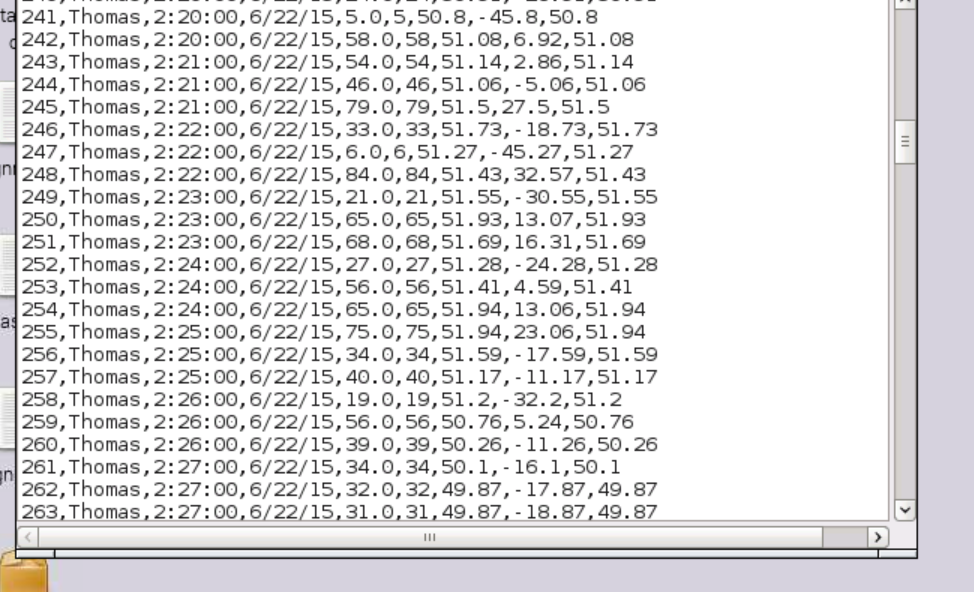 241,Thomas,2:20:00,6/22/15,5.0,5,50.8,-45.8,50.8
242,Thomas,2:20:00,6/22/15,58.0,58,51.08,6.92,51.08
243,Thomas,2:21:00,6/22/15,54.0,54,51.14,2.86,51.14
244,Thomas,2:21:00,6/22/15,46.0,46,51.06,-5.06,51.06
245,Thomas,2:21:00,6/22/15,79.0,79,51.5,27.5,51.5
246,Thomas,2:22:00,6/22/15,33.0,33,51.73,-18.73,51.73
247,Thomas,2:22:00,6/22/15,6.0,6,51.27,-45.27,51.27
248,Thomas,2:22:00,6/22/15,84.0,84,51.43,32.57,51.43
249,Thomas,2:23:00,6/22/15,21.0,21,51.55,-30.55,51.55
250,Thomas,2:23:00,6/22/15,65.0,65,51.93,13.07,51.93
251,Thomas,2:23:00,6/22/15,68.0,68,51.69,16.31,51.69
252,Thomas,2:24:00,6/22/15,27.0,27,51.28,-24.28,51.28
253,Thomas,2:24:00,6/22/15,56.0,56,51.41,4.59,51.41
254,Thomas,2:24:00,6/22/15,65.0,65,51.94,13.06,51.94
255,Thomas,2:25:00,6/22/15,75.0,75,51.94,23.06,51.94
256,Thomas,2:25:00,6/22/15,34.0,34,51.59,-17.59,51.59
257,Thomas,2:25:00,6/22/15,40.0,40,51.17,-11.17,51.17
258,Thomas,2:26:00,6/22/15,19.0,19,51.2,-32.2,51.2
259,Thomas,2:26:00,6/22/15,56.0,56,50.76,5.24,50.76
260,Thomas,2:26:00,6/22/15,39.0,39,50.26,-11.26,50.26
261,Thomas,2:27:00,6/22/15,34.0,34,50.1,-16.1,50.1
262,Thomas,2:27:00,6/22/15,32.0,32,49.87,-17.87,49.87
263,Thomas,2:27:00,6/22/15,31.0,31,49.87,-18.87,49.87